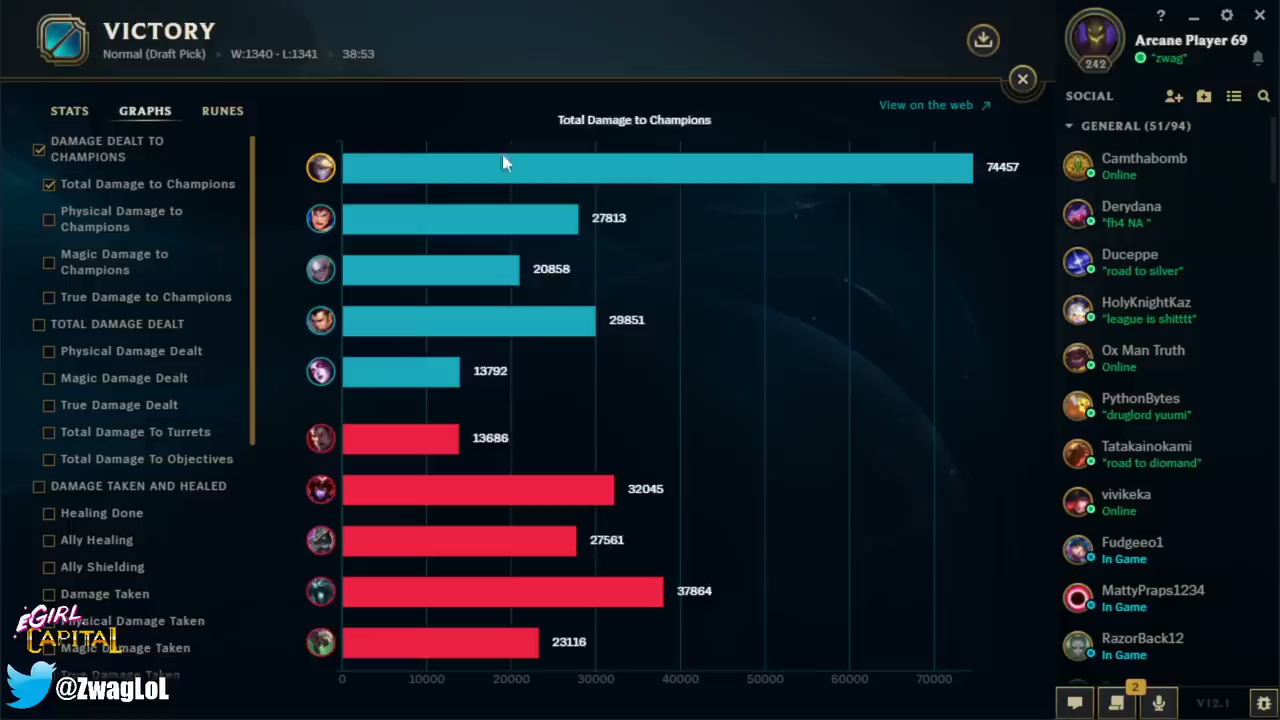 VICTORY
Normal (Draft Pick) • W:1340 - L:1341 • 38:53
STATS
GRAPHS
RUNES
View on the web
DAMAGE DEALT TO
CHAMPIONS
Total Damage to Champions
Physical Damage to
Champions
Magic Damage to
Champions
True Damage to Champions
TOTAL DAMAGE DEALT
Physical Damage Dealt
Magic Damage Dealt
True Damage Dealt
Total Damage To Turrets
Total Damage To Objectives
DAMAGE TAKEN AND HEALED
Healing Done
Ally Healing
Ally Shielding
Damage Taken
Physical Damage Taken
Magic Damage Taken
True Damage Taken
eGIRL
CAPITAL
@ZwagLoL
Total Damage to Champions
74457
27813
20858
29851
13792
13686
32045
27561
37864
23116
0 10000 20000 30000 40000 50000 60000 70000
?
242
Arcane Player 69
"zwag"
SOCIAL
GENERAL (51/94)
Camthabomb
Online
Derydana
"fh4 NA "
Duceppe
"road to silver"
HolyKnightKaz
"league is shitttt"
Ox Man Truth
Online
PythonBytes
"druglord yuumi"
Tatakainokami
"road to diomand"
vivikeka
Online
Fudgeeo1
In Game
MattyPraps1234
In Game
RazorBack12
In Game
2
V12.1